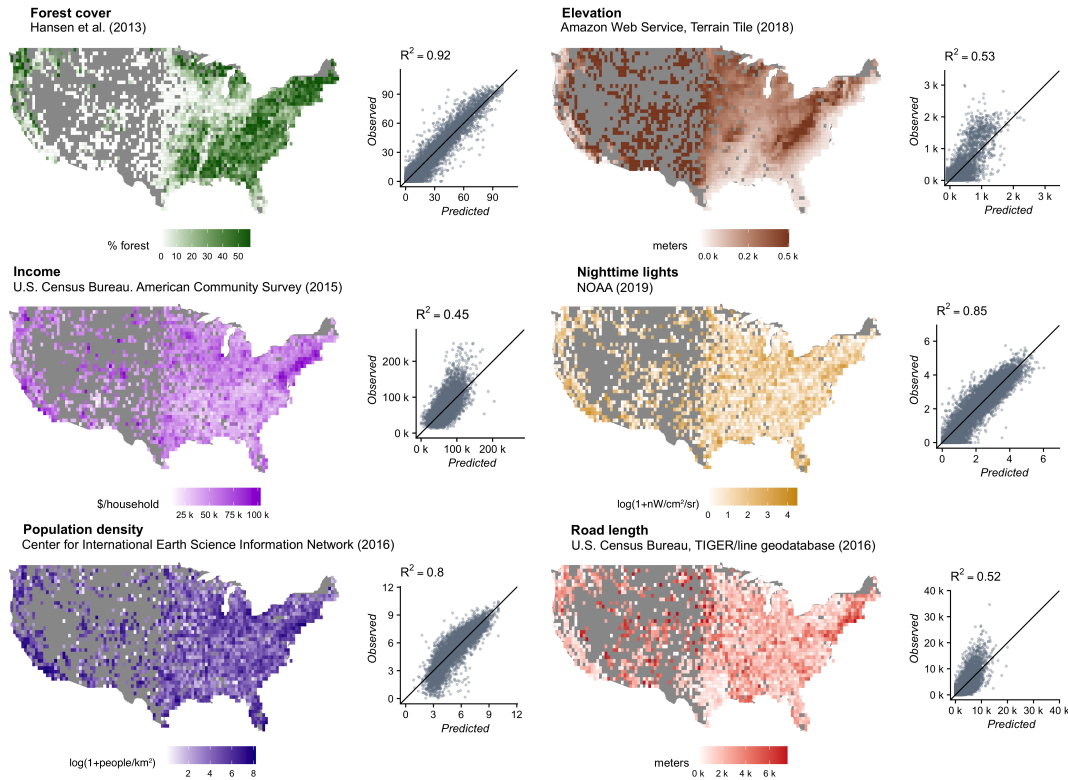 Forest cover
Hansen et al. (2013)
R² = 0.92
Observed
90
60
30
0
0 30 60 90
Predicted
% forest
0 10 20 30 40 50
Elevation
Amazon Web Service, Terrain Tile (2018)
R² = 0.53
Observed
3 k
2 k
1 k
0 k
0 k 1 k 2 k 3 k
Predicted
meters
0.0 k 0.2 k 0.5 k
Income
U.S. Census Bureau. American Community Survey (2015)
R² = 0.45
Observed
200 k
100 k
0 k
0 k 100 k 200 k
Predicted
$/household
25 k 50 k 75 k 100 k
Nighttime lights
NOAA (2019)
R² = 0.85
Observed
6
4
2
0
0 2 4 6
Predicted
log(1+nW/cm²/sr)
0 1 2 3 4
Population density
Center for International Earth Science Information Network (2016)
R² = 0.8
Observed
12
9
6
3
0
0 3 6 9 12
Predicted
log(1+people/km²)
2 4 6 8
Road length
U.S. Census Bureau, TIGER/line geodatabase (2016)
R² = 0.52
Observed
40 k
30 k
20 k
10 k
0 k
0 k 10 k 20 k 30 k 40 k
Predicted
meters
0 k 2 k 4 k 6 k